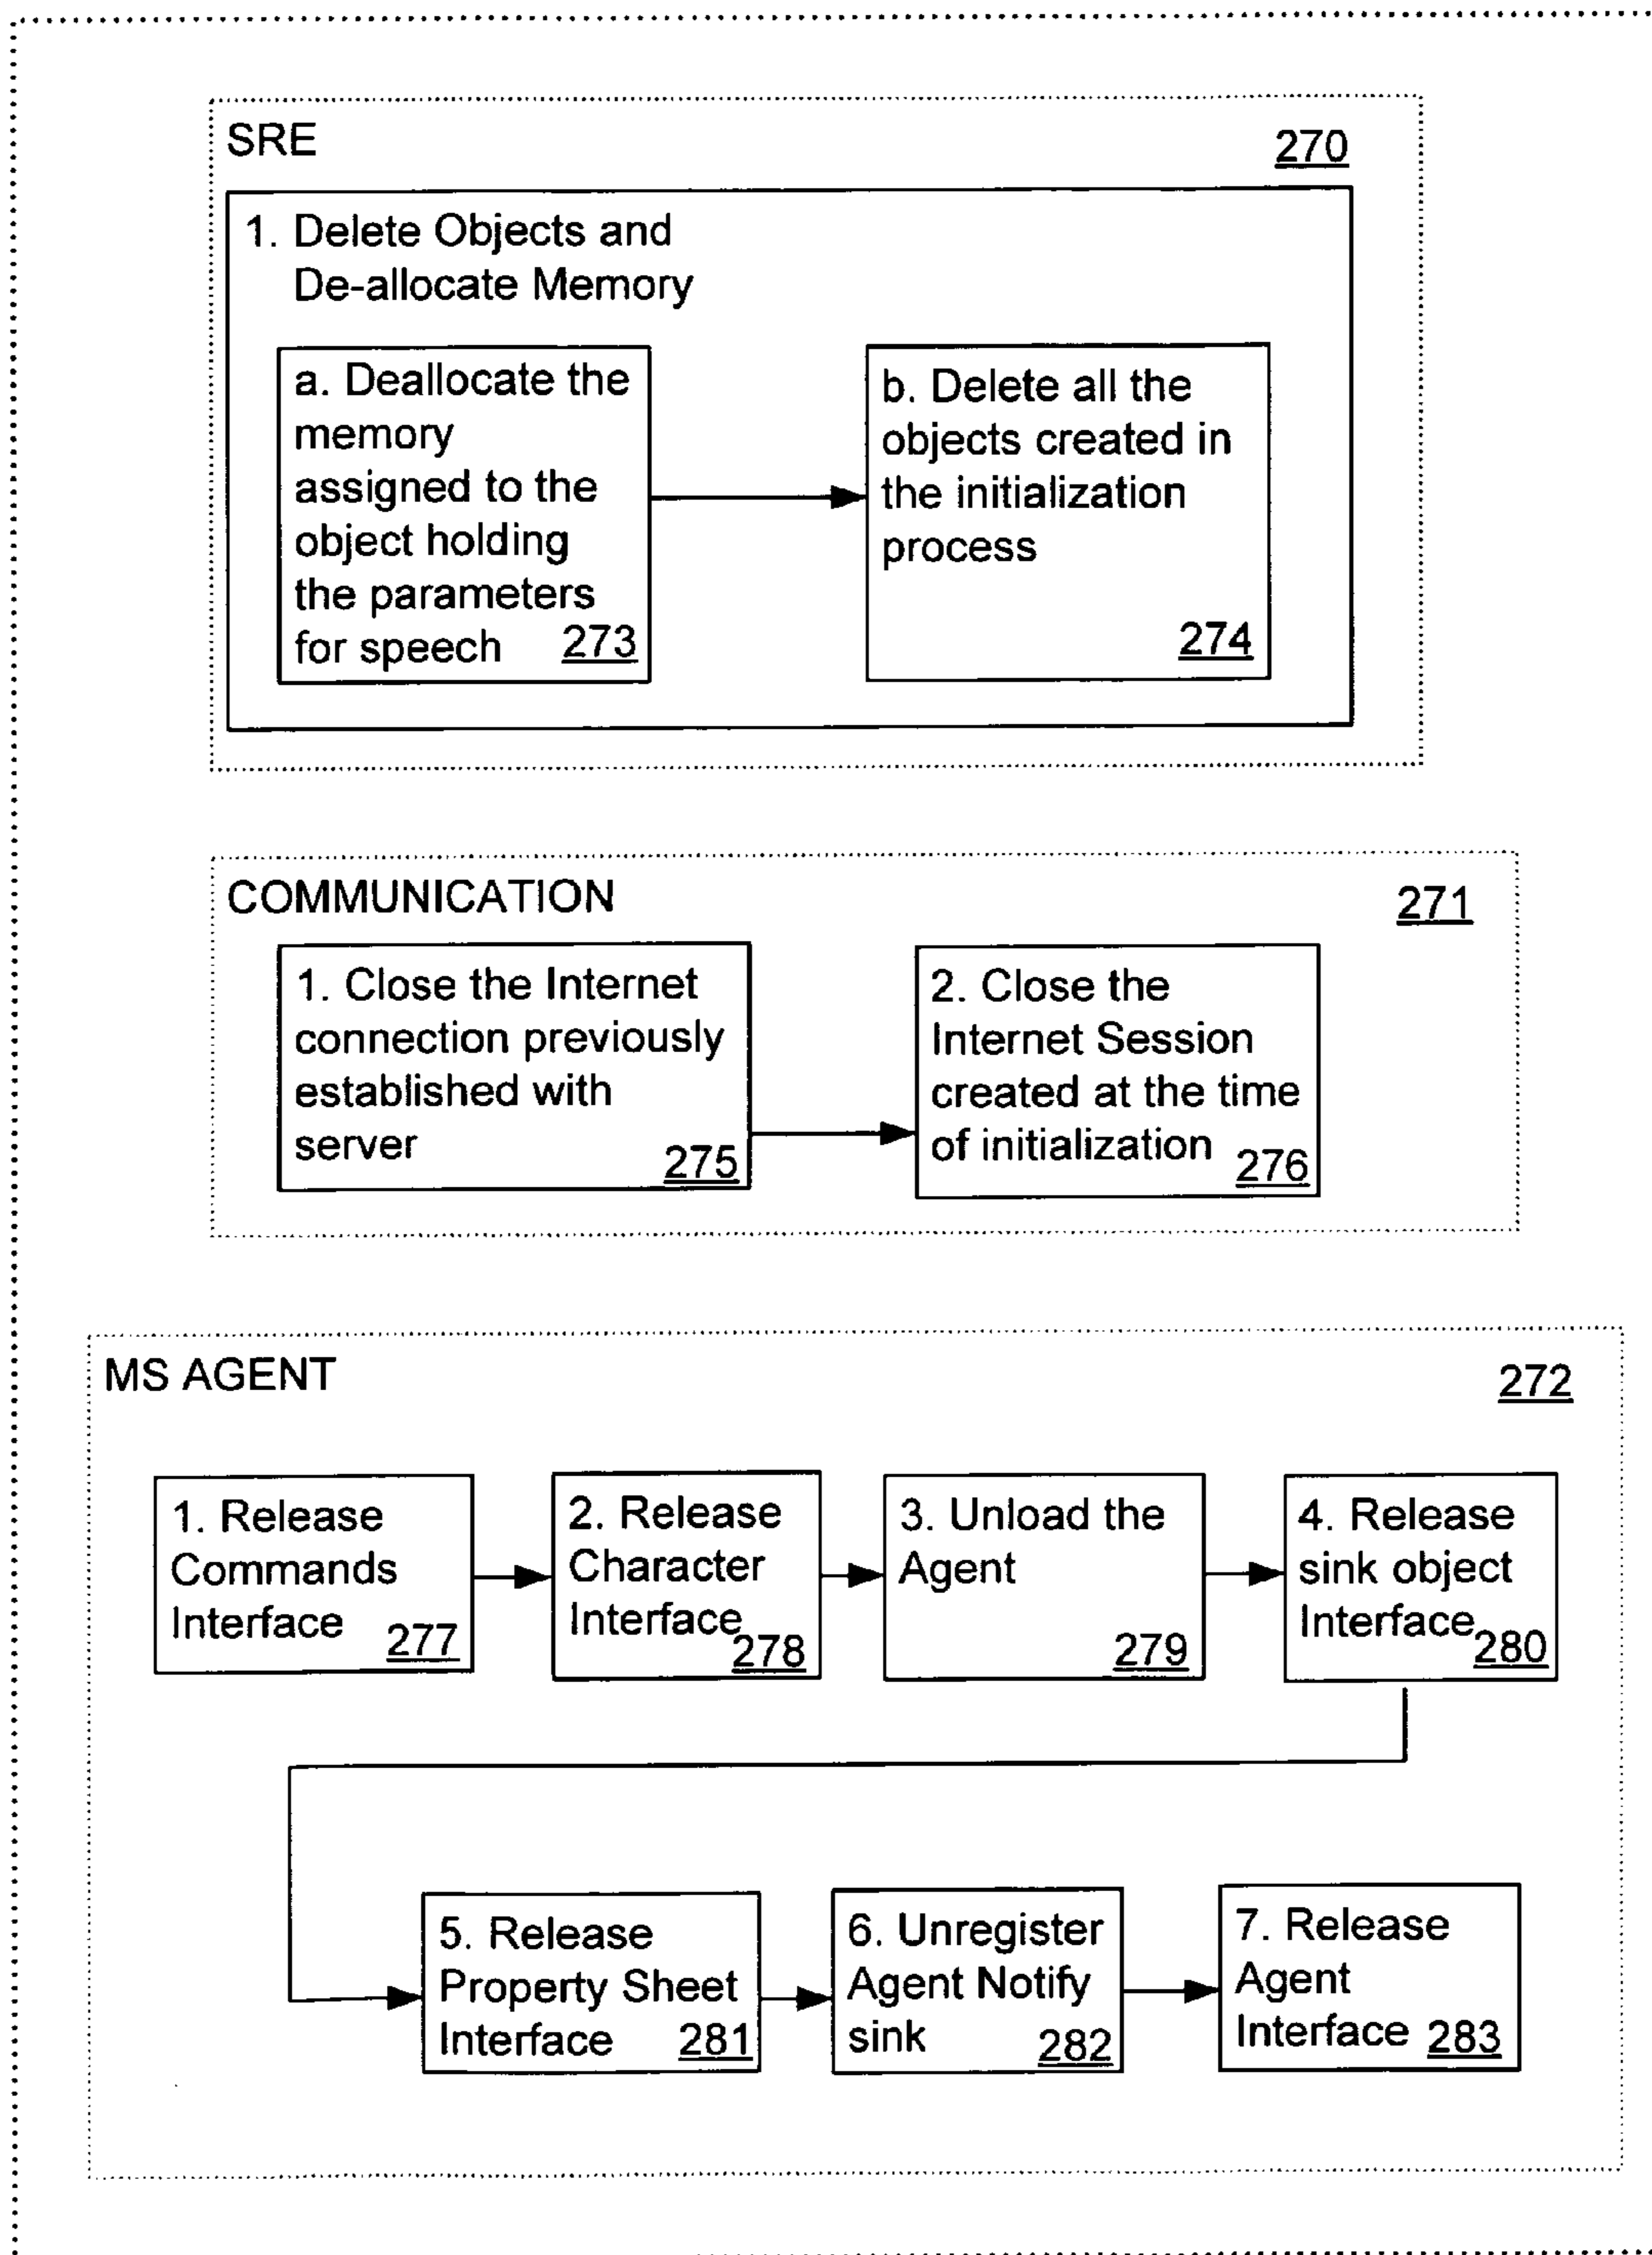 SRE
270
1. Delete Objects and
De-allocate Memory
a. Deallocate the
memory
assigned to the
object holding
the parameters
for speech 273
b. Delete all the
objects created in
the initialization
process
274
COMMUNICATION
271
1. Close the Internet
connection previously
established with
server
275
2. Close the
Internet Session
created at the time
of initialization 276
MS AGENT
272
1. Release
Commands
Interface 277
2. Release
Character
Interface 278
3. Unload the
Agent
279
4. Release
sink object
Interface 280
5. Release
Property Sheet
Interface 281
6. Unregister
Agent Notify
sink 282
7. Release
Agent
Interface 283